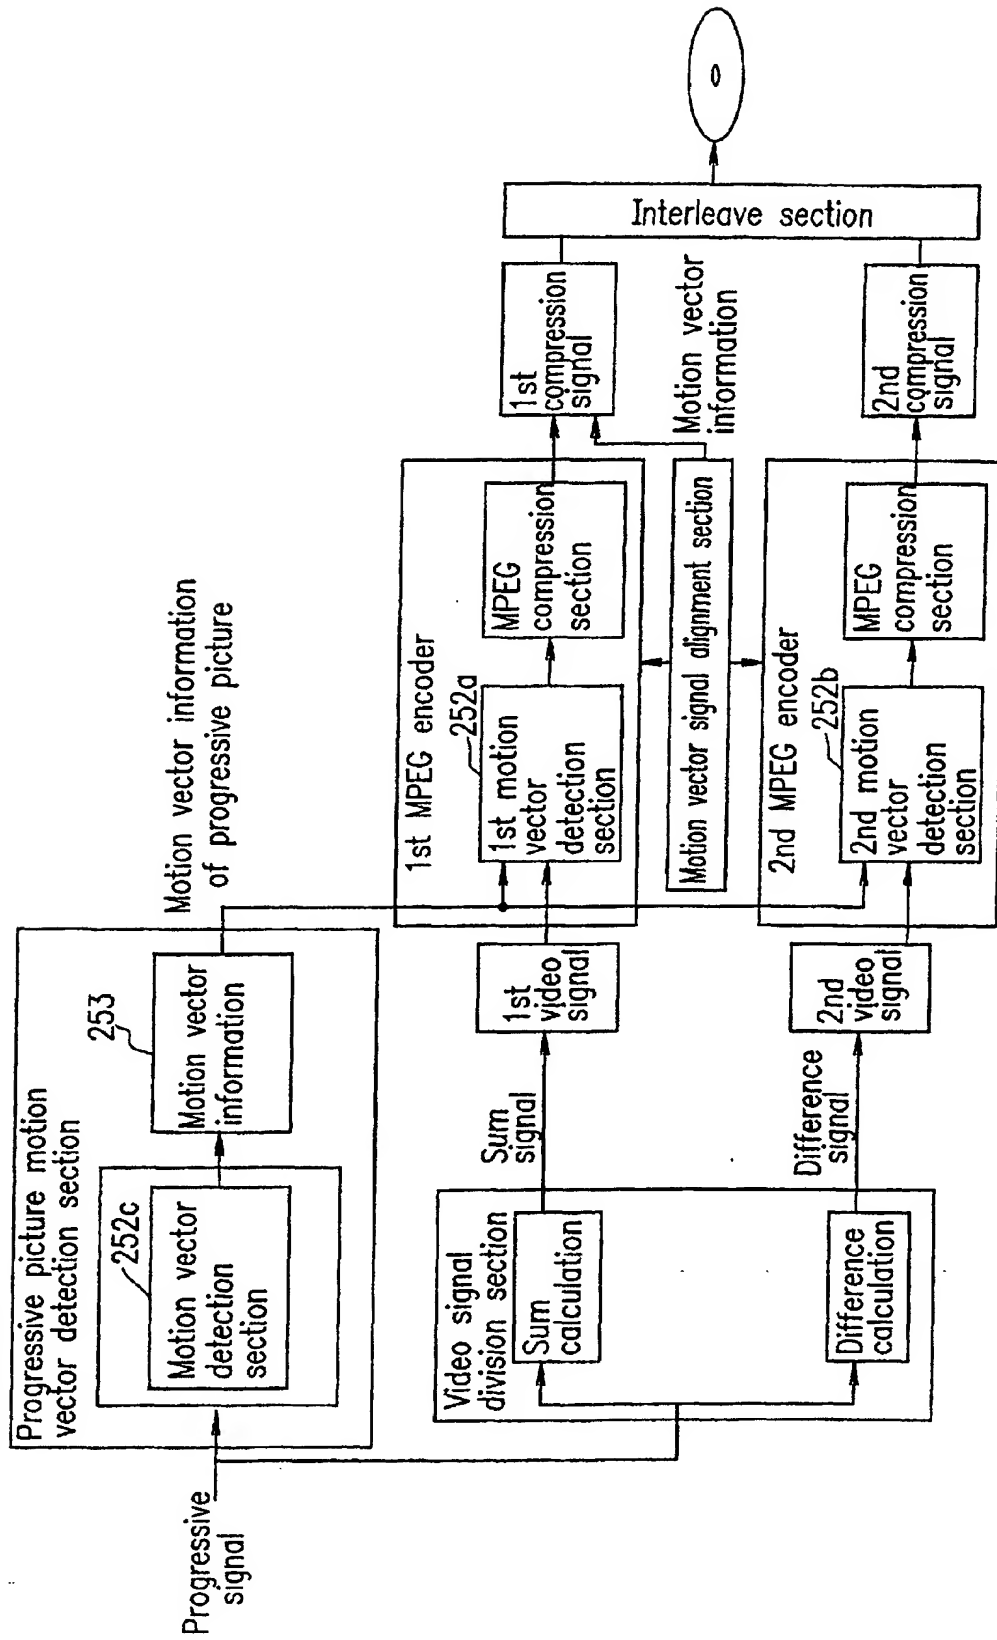 Progressive
signal
Progressive picture motion
vector detection section
252c
Motion vector
detection
section
253
Motion vector
information
Motion vector information
of progressive picture
Video signal
division section
Sum
calculation
Difference
calculation
Sum
signal
Difference
signal
1st
video
signal
2nd
video
signal
1st MPEG encoder
252a
1st motion
vector
detection
section
MPEG
compression
section
Motion vector signal alignment section
2nd MPEG encoder
252b
2nd motion
vector
detection
section
MPEG
compression
section
1st
compression
signal
Motion vector
information
2nd
compression
signal
Interleave section